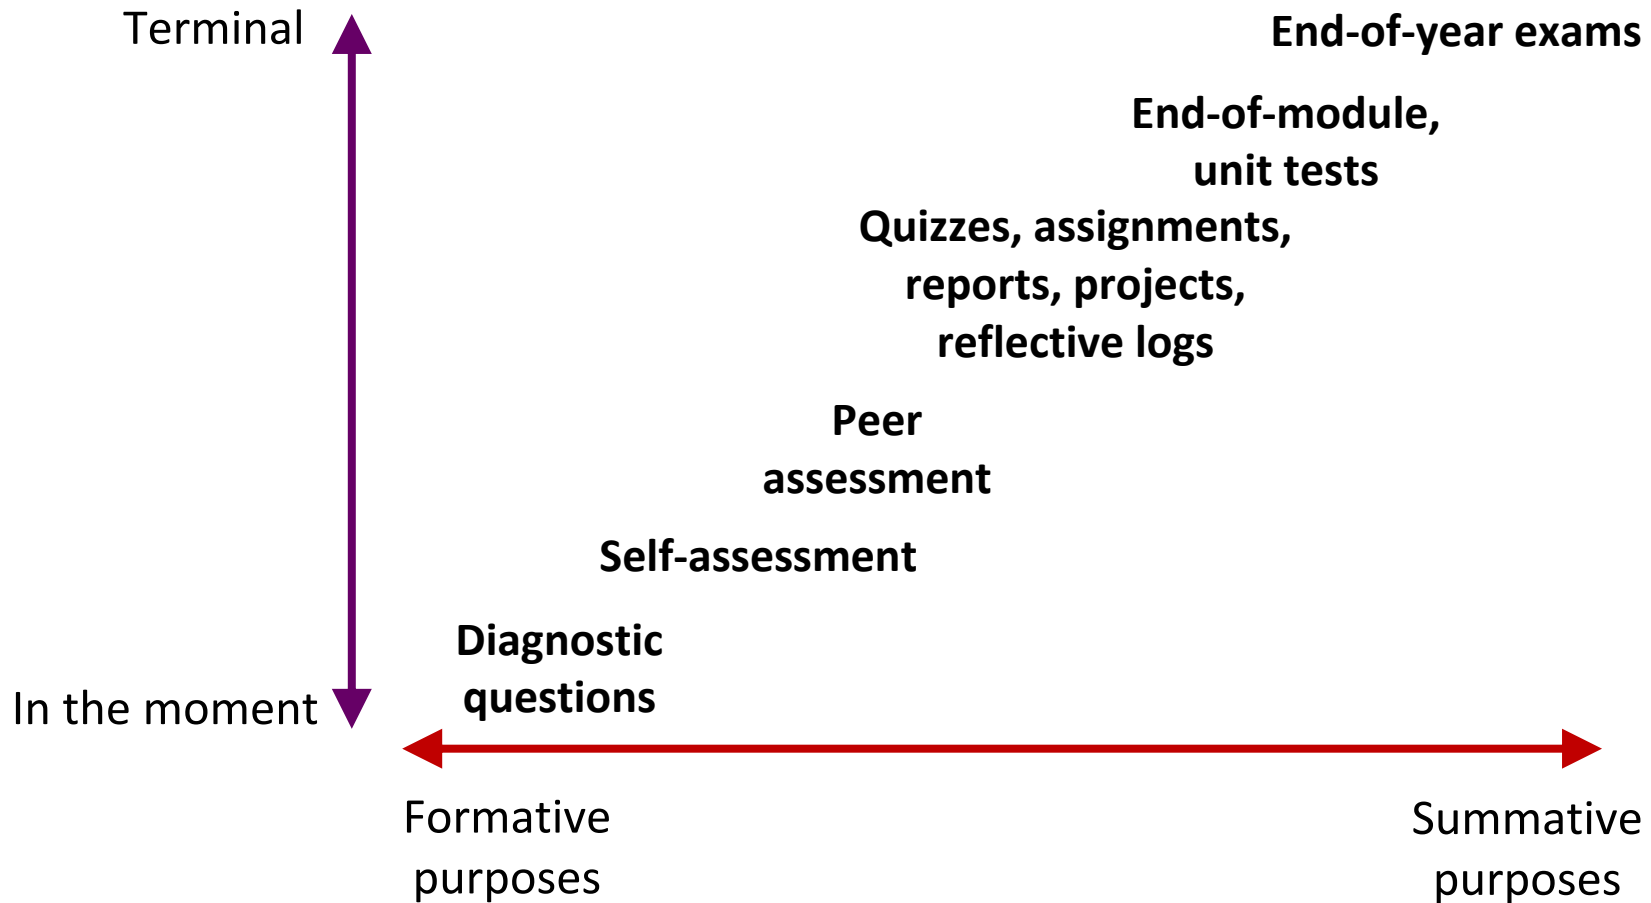 Terminal
End-of-year exams
End-of-module,
unit tests
Quizzes, assignments,
reports, projects,
reflective logs
Peer
assessment
Self-assessment
Diagnostic
questions
In the moment
Formative
purposes
Summative
purposes